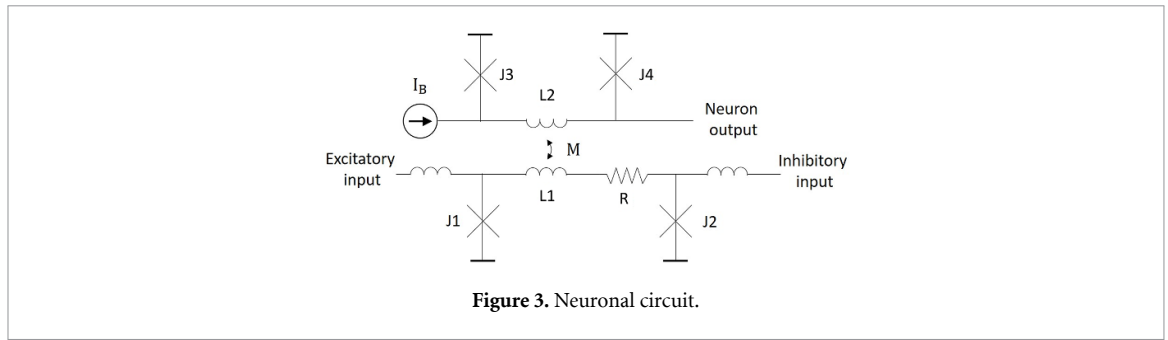 J3
J4
I_B
L2
Neuron
output
M
Excitatory
input
Inhibitory
input
L1
R
J1
J2
Figure 3. Neuronal circuit.